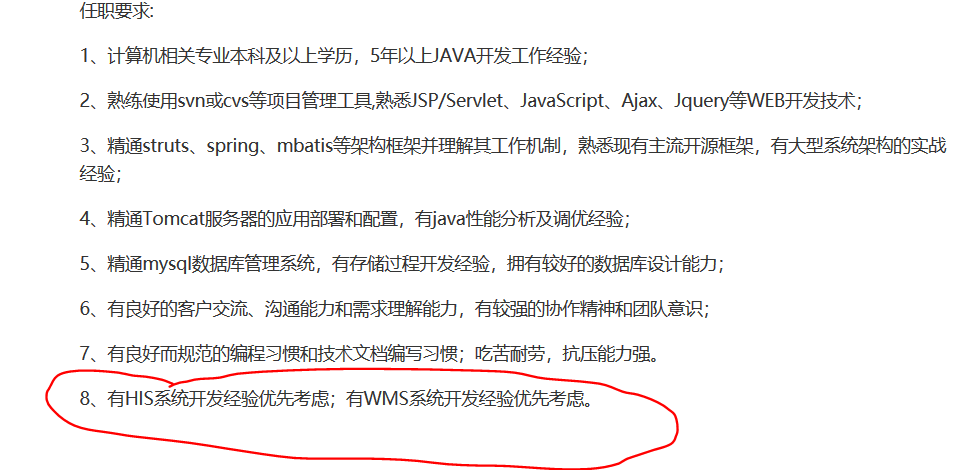 任职要求:
1、计算机相关专业本科及以上学历，5年以上JAVA开发工作经验；
2、熟练使用svn或cvs等项目管理工具,熟悉JSP/Servlet、JavaScript、Ajax、Jquery等WEB开发技术；
3、精通struts、spring、mbatis等架构框架并理解其工作机制，熟悉现有主流开源框架，有大型系统架构的实战
经验；
4、精通Tomcat服务器的应用部署和配置，有java性能分析及调优经验；
5、精通mysql数据库管理系统，有存储过程开发经验，拥有较好的数据库设计能力；
6、有良好的客户交流、沟通能力和需求理解能力，有较强的协作精神和团队意识；
7、有良好而规范的编程习惯和技术文档编写习惯；吃苦耐劳，抗压能力强。
8、有HIS系统开发经验优先考虑；有WMS系统开发经验优先考虑。